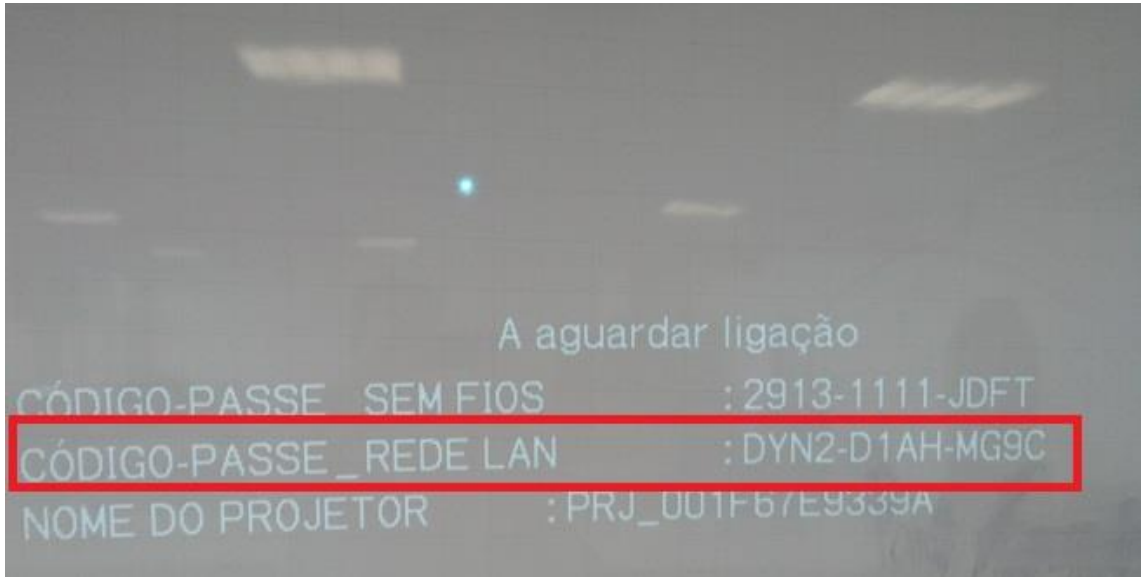 A aguardar ligação
CÓDIGO-PASSE_SEM FIOS : 2913-1111-JDFT
CÓDIGO-PASSE_REDE LAN : DYN2-D1AH-MG9C
NOME DO PROJETOR : PRJ_001F67E9339A